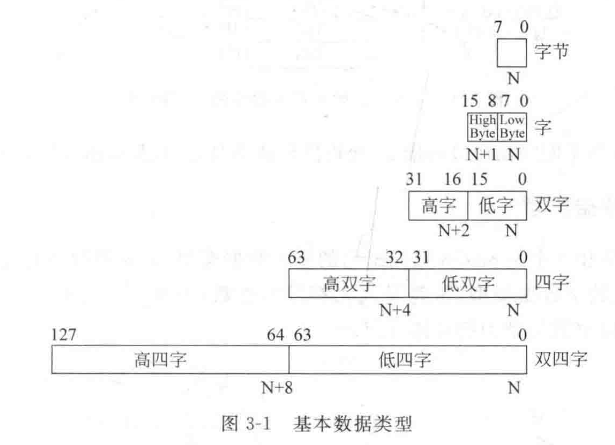 7 0
字节
N
15 8 7 0
High Byte Low Byte 字
N+1 N
31 16 15 0
高字 低字 双字
N+2 N
63 32 31 0
高双字 低双字 四字
N+4 N
127 64 63 0
高四字 低四字 双四字
N+8 N
图 3-1 基本数据类型